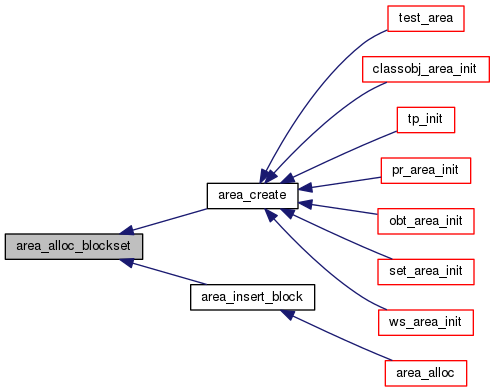 test_area
classobj_area_init
tp_init
pr_area_init
area_create
obt_area_init
area_alloc_blockset
set_area_init
area_insert_block
ws_area_init
area_alloc